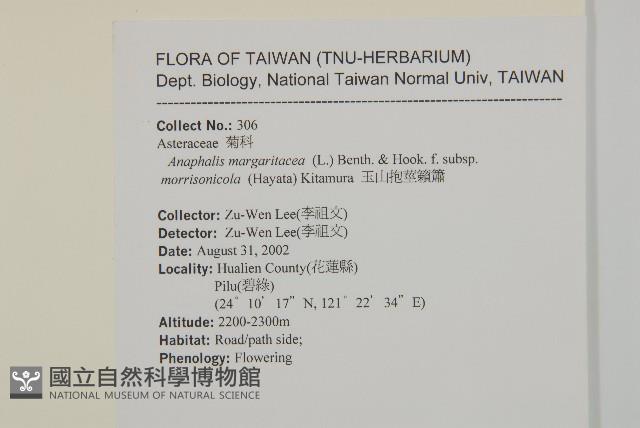 FLORA OF TAIWAN (TNU-HERBARIUM)
Dept. Biology, National Taiwan Normal Univ, TAIWAN
Collect No.: 306
Asteraceae 菊科
Anaphalis margaritacea (L.) Benth. & Hook. f. subsp.
morrisonicola (Hayata) Kitamura 玉山抱莖籟簫
Collector: Zu-Wen Lee(李祖文)
Detector: Zu-Wen Lee(李祖文)
Date: August 31, 2002
Locality: Hualien County(花蓮縣)
Pilu(碧綠)
(24° 10' 17" N, 121° 22' 34" E)
Altitude: 2200-2300m
Habitat: Road/path side;
Phenology: Flowering
國立自然科學博物館
NATIONAL MUSEUM OF NATURAL SCIENCE